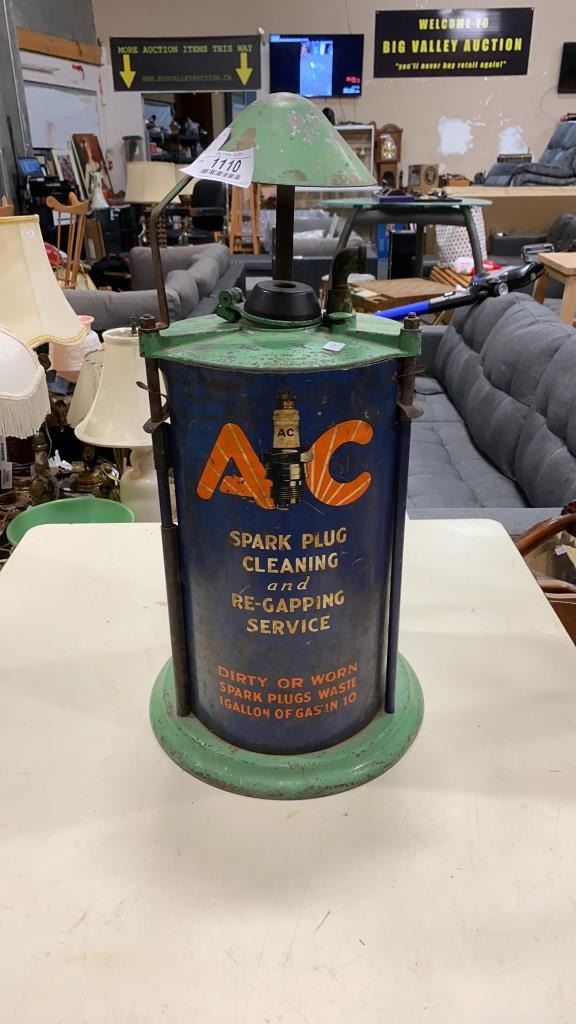 WELCOME TO
BIG VALLEY AUCTION
"you'll never buy retail again!"
MORE AUCTION ITEMS THIS WAY
WWW.BIGVALLEYAUCTION.CA
1110
AC
AC
SPARK PLUG
CLEANING
and
RE-GAPPING
SERVICE
DIRTY OR WORN
SPARK PLUGS WASTE
1 GALLON OF GAS IN 10